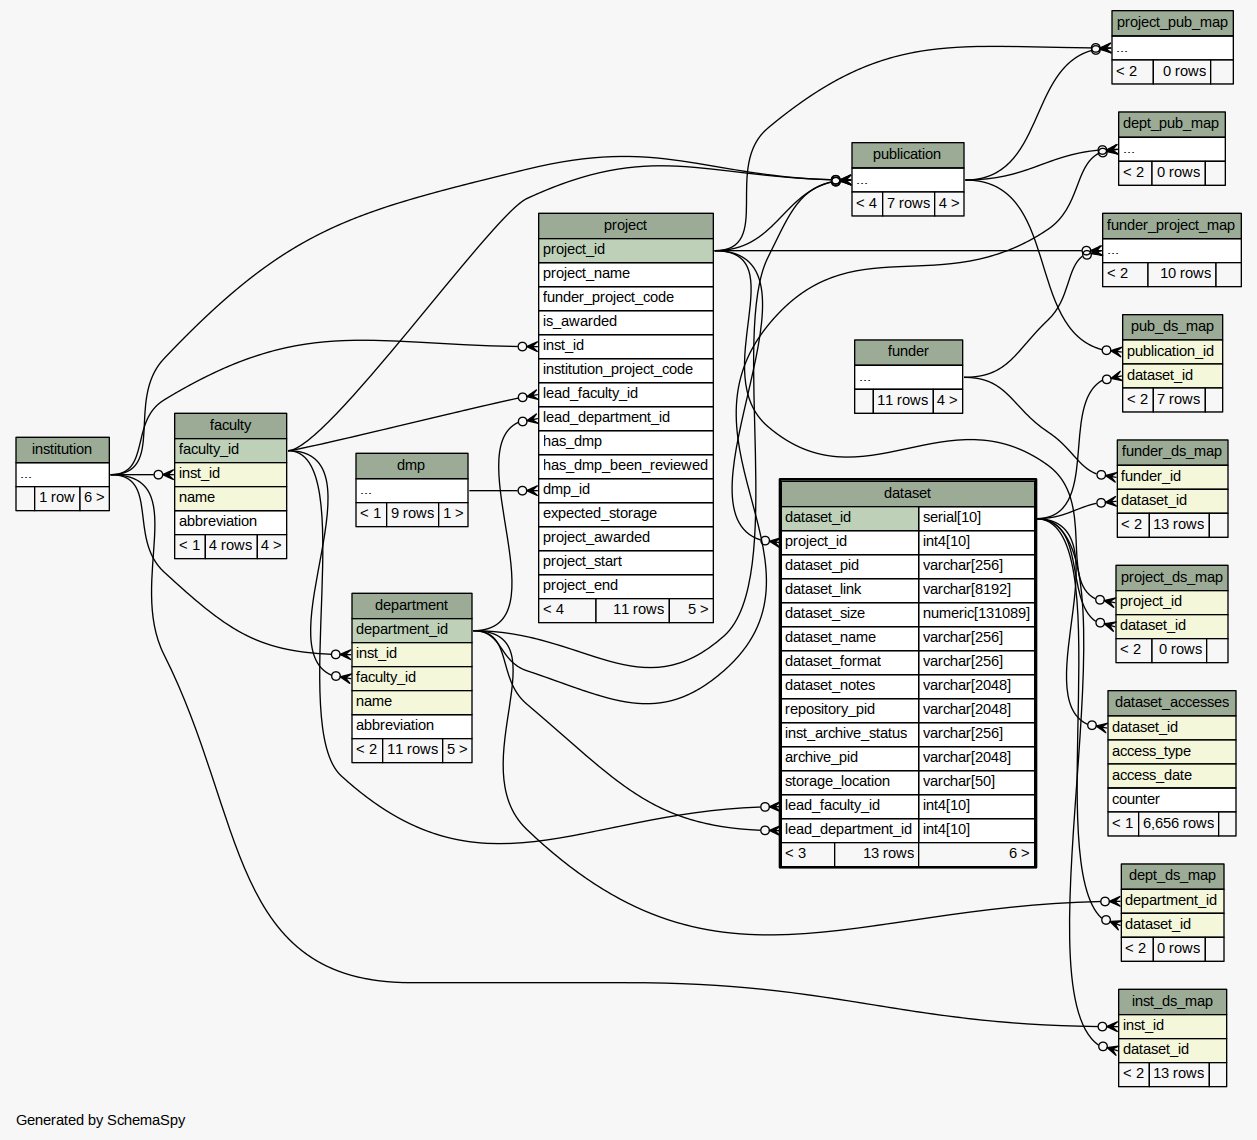 project_pub_map
...
< 2 0 rows
dept_pub_map
...
< 2 0 rows
publication
...
< 4 7 rows 4 >
funder_project_map
...
< 2 10 rows
project
project_id
project_name
funder_project_code
is_awarded
inst_id
institution_project_code
lead_faculty_id
lead_department_id
has_dmp
has_dmp_been_reviewed
dmp_id
expected_storage
project_awarded
project_start
project_end
< 4 11 rows 5 >
pub_ds_map
publication_id
dataset_id
< 2 7 rows
funder
...
11 rows 4 >
institution
...
1 row 6 >
faculty
faculty_id
inst_id
name
abbreviation
< 1 4 rows 4 >
dmp
...
< 1 9 rows 1 >
funder_ds_map
funder_id
dataset_id
< 2 13 rows
dataset
dataset_id serial[10]
project_id int4[10]
dataset_pid varchar[256]
dataset_link varchar[8192]
dataset_size numeric[131089]
dataset_name varchar[256]
dataset_format varchar[256]
dataset_notes varchar[2048]
repository_pid varchar[2048]
inst_archive_status varchar[256]
archive_pid varchar[2048]
storage_location varchar[50]
lead_faculty_id int4[10]
lead_department_id int4[10]
< 3 13 rows 6 >
project_ds_map
project_id
dataset_id
< 2 0 rows
department
department_id
inst_id
faculty_id
name
abbreviation
< 2 11 rows 5 >
dataset_accesses
dataset_id
access_type
access_date
counter
< 1 6,656 rows
dept_ds_map
department_id
dataset_id
< 2 0 rows
inst_ds_map
inst_id
dataset_id
< 2 13 rows
Generated by SchemaSpy